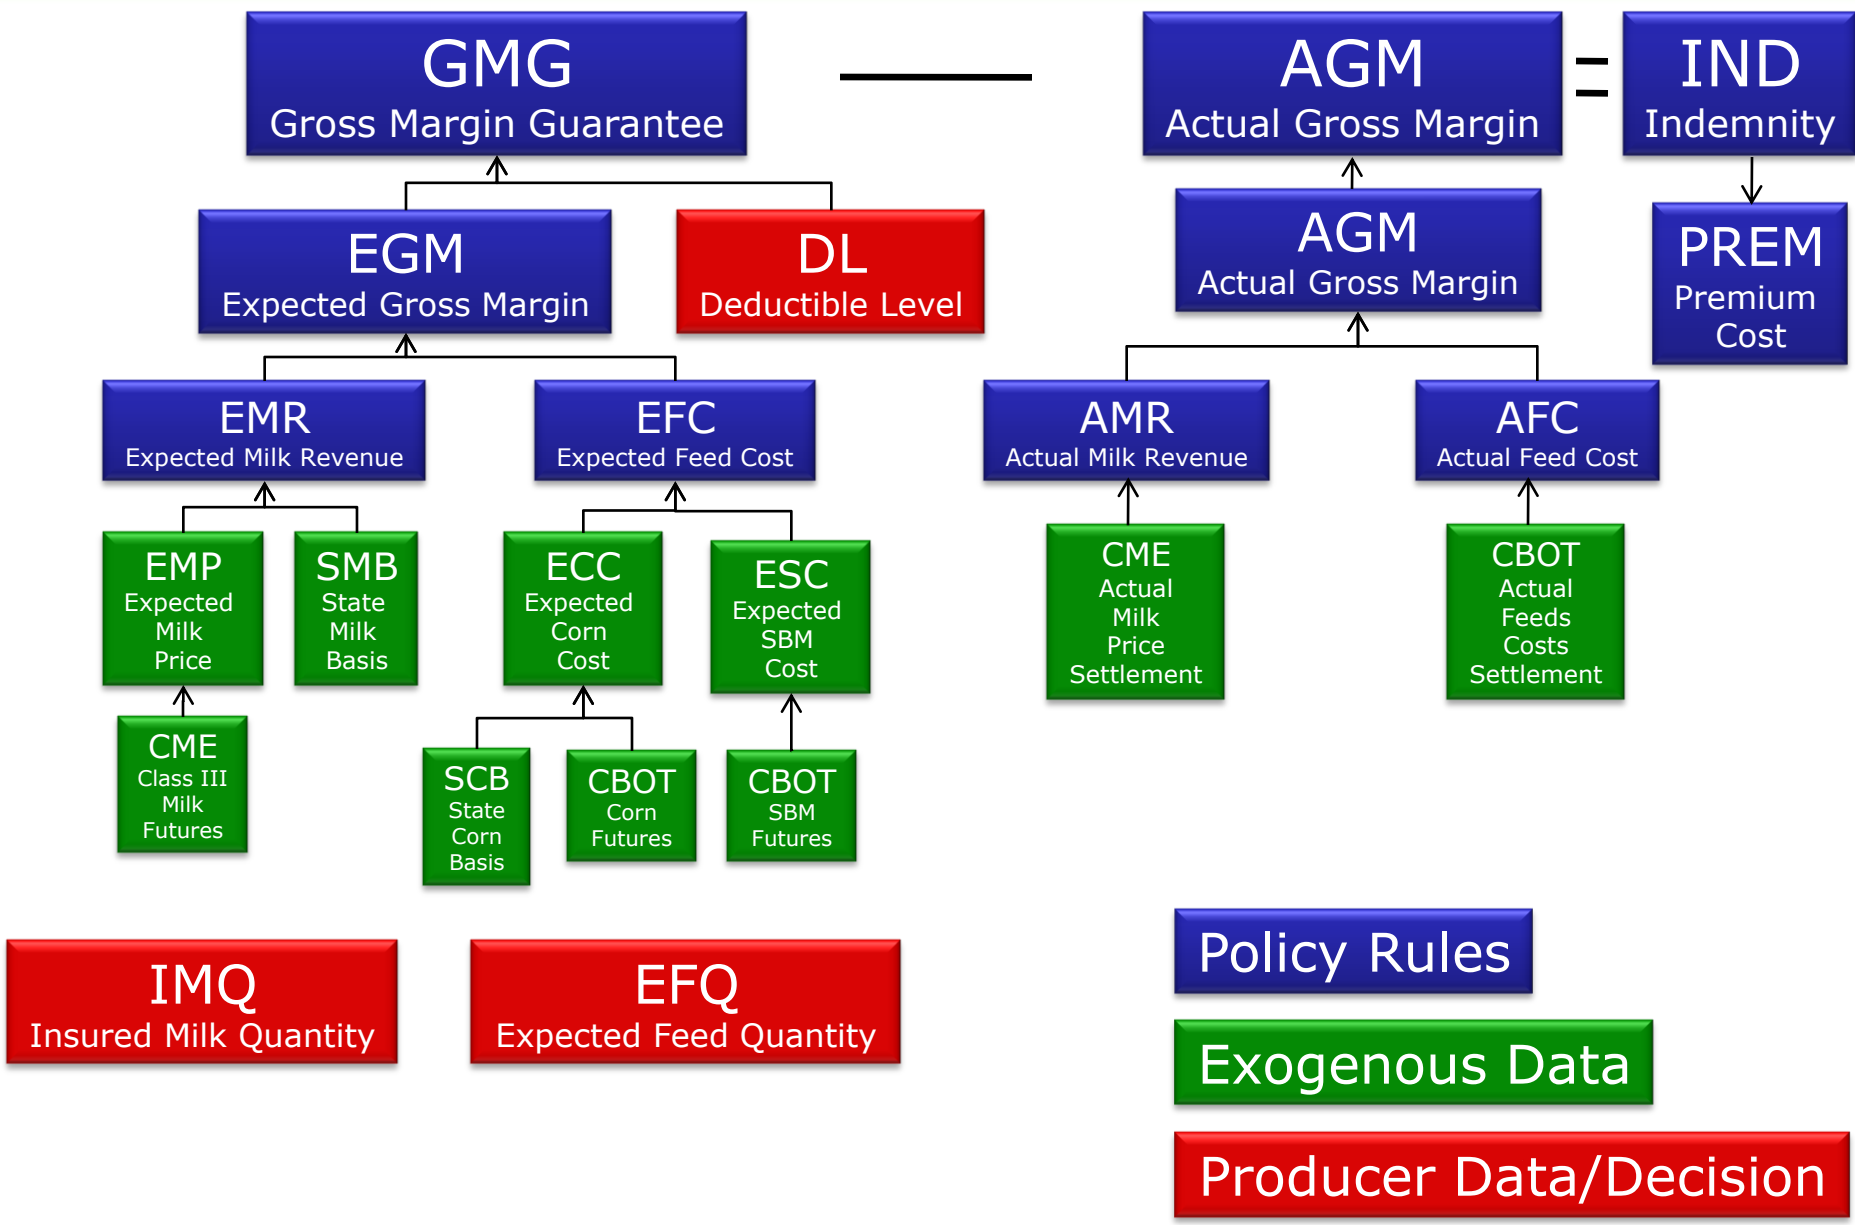 GMG
Gross Margin Guarantee
AGM
Actual Gross Margin
=
IND
Indemnity
EGM
Expected Gross Margin
DL
Deductible Level
AGM
Actual Gross Margin
PREM
Premium
Cost
EMR
Expected Milk Revenue
EFC
Expected Feed Cost
AMR
Actual Milk Revenue
AFC
Actual Feed Cost
EMP
Expected
Milk
Price
SMB
State
Milk
Basis
ECC
Expected
Corn
Cost
ESC
Expected
SBM
Cost
CME
Actual
Milk
Price
Settlement
CBOT
Actual
Feeds
Costs
Settlement
CME
Class III
Milk
Futures
SCB
State
Corn
Basis
CBOT
Corn
Futures
CBOT
SBM
Futures
IMQ
Insured Milk Quantity
EFQ
Expected Feed Quantity
Policy Rules
Exogenous Data
Producer Data/Decision